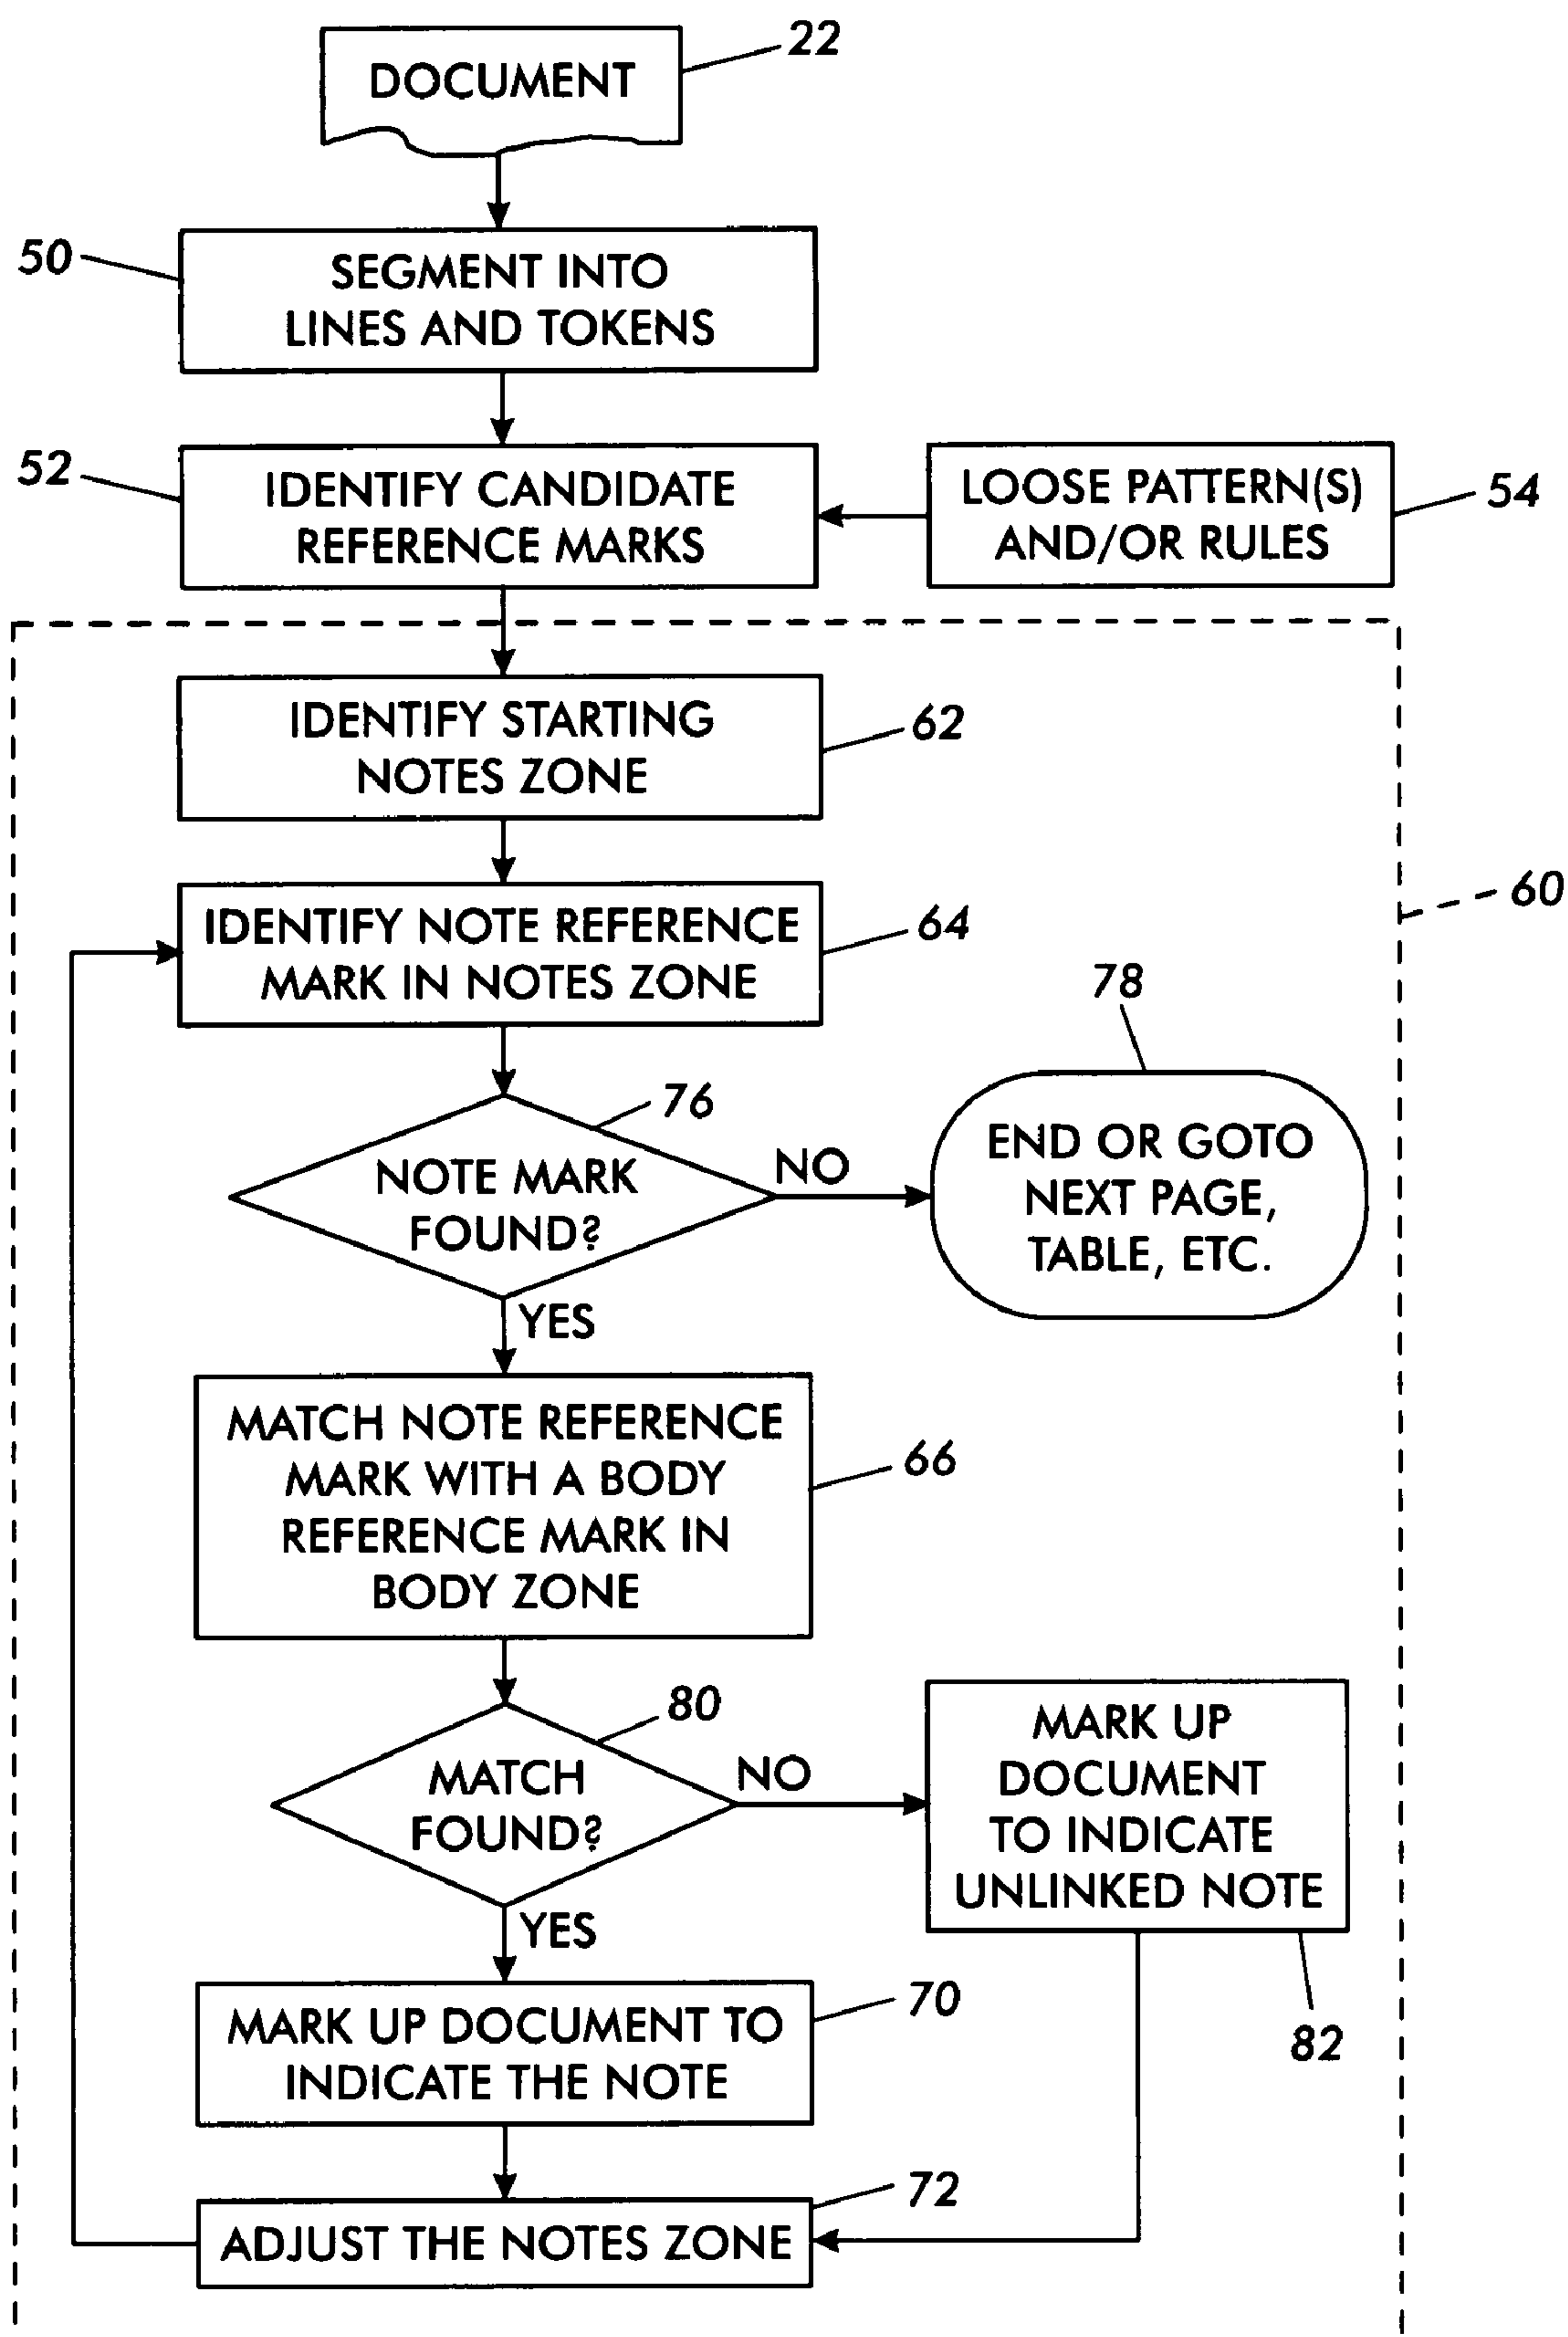 DOCUMENT
22
50
SEGMENT INTO
LINES AND TOKENS
52
IDENTIFY CANDIDATE
REFERENCE MARKS
LOOSE PATTERN(S)
AND/OR RULES
54
IDENTIFY STARTING
NOTES ZONE
62
IDENTIFY NOTE REFERENCE
MARK IN NOTES ZONE
64
60
76
NOTE MARK
FOUND?
NO
78
END OR GOTO
NEXT PAGE,
TABLE, ETC.
YES
MATCH NOTE REFERENCE
MARK WITH A BODY
REFERENCE MARK IN
BODY ZONE
66
80
MATCH
FOUND?
NO
MARK UP
DOCUMENT
TO INDICATE
UNLINKED NOTE
82
YES
MARK UP DOCUMENT TO
INDICATE THE NOTE
70
ADJUST THE NOTES ZONE
72